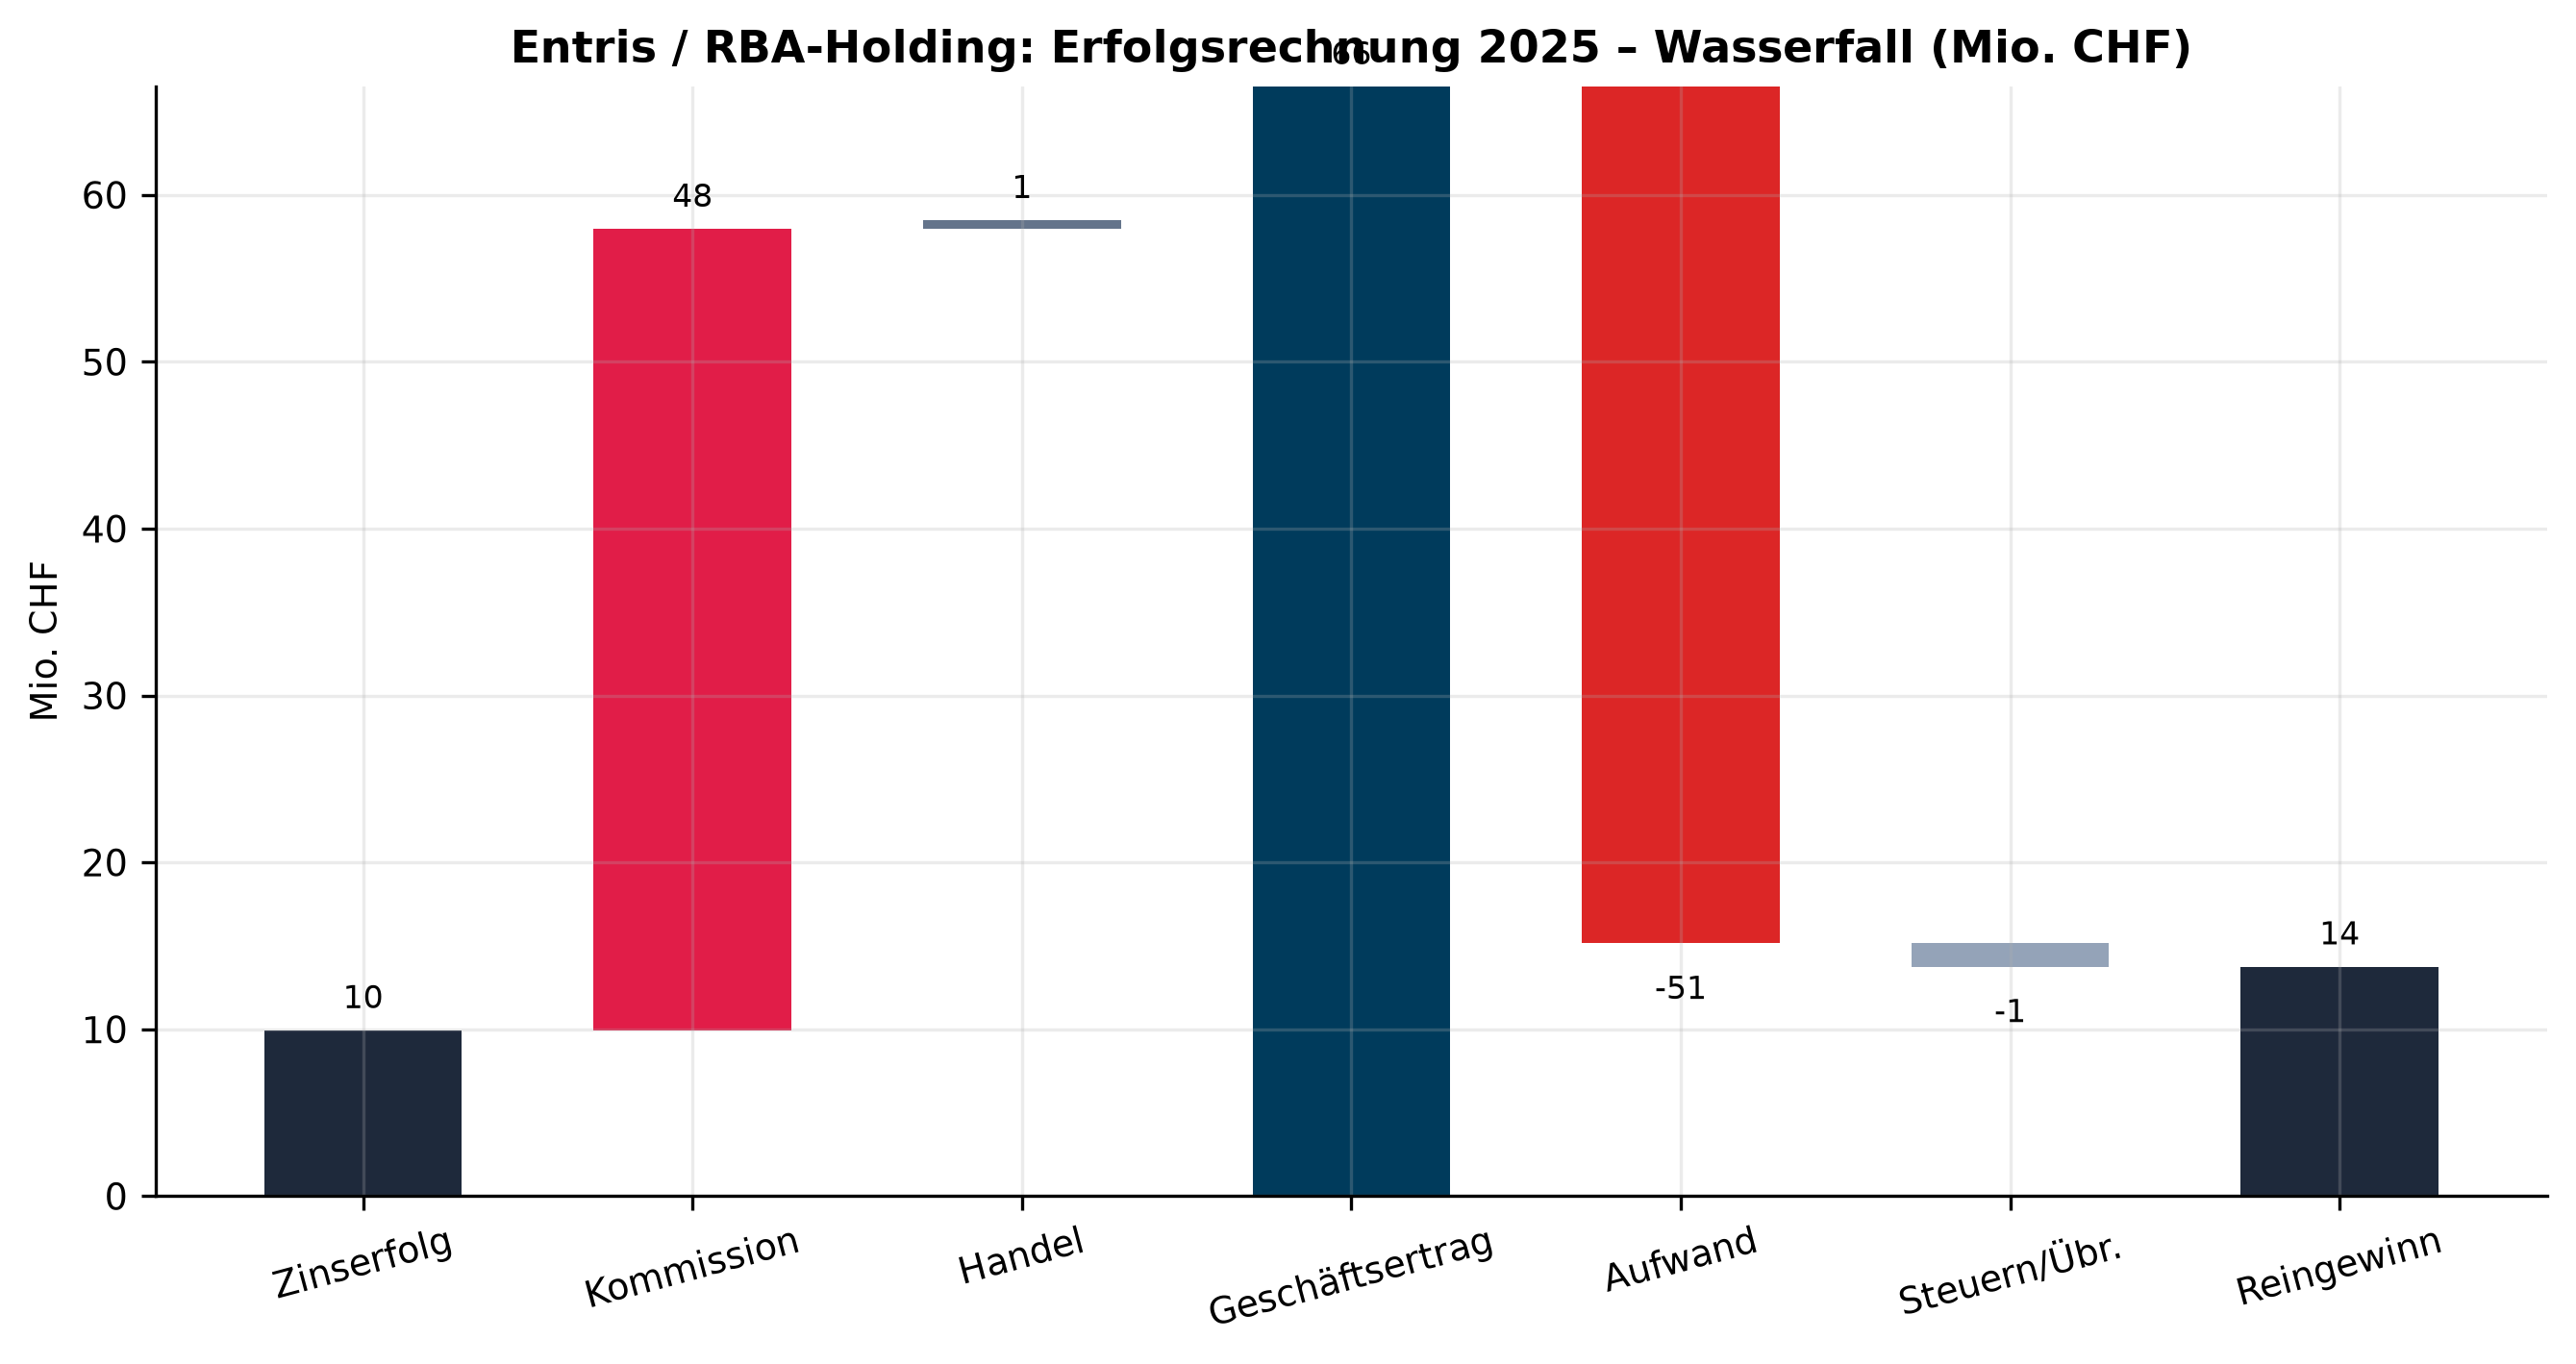 Entris / RBA-Holding: Erfolgsrechnung 2025 – Wasserfall (Mio. CHF)
66
Mio. CHF
60
50
40
30
20
10
0
10
48
1
-51
-1
14
Zinserfolg
Kommission
Handel
Geschäftsertrag
Aufwand
Steuern/Übr.
Reingewinn